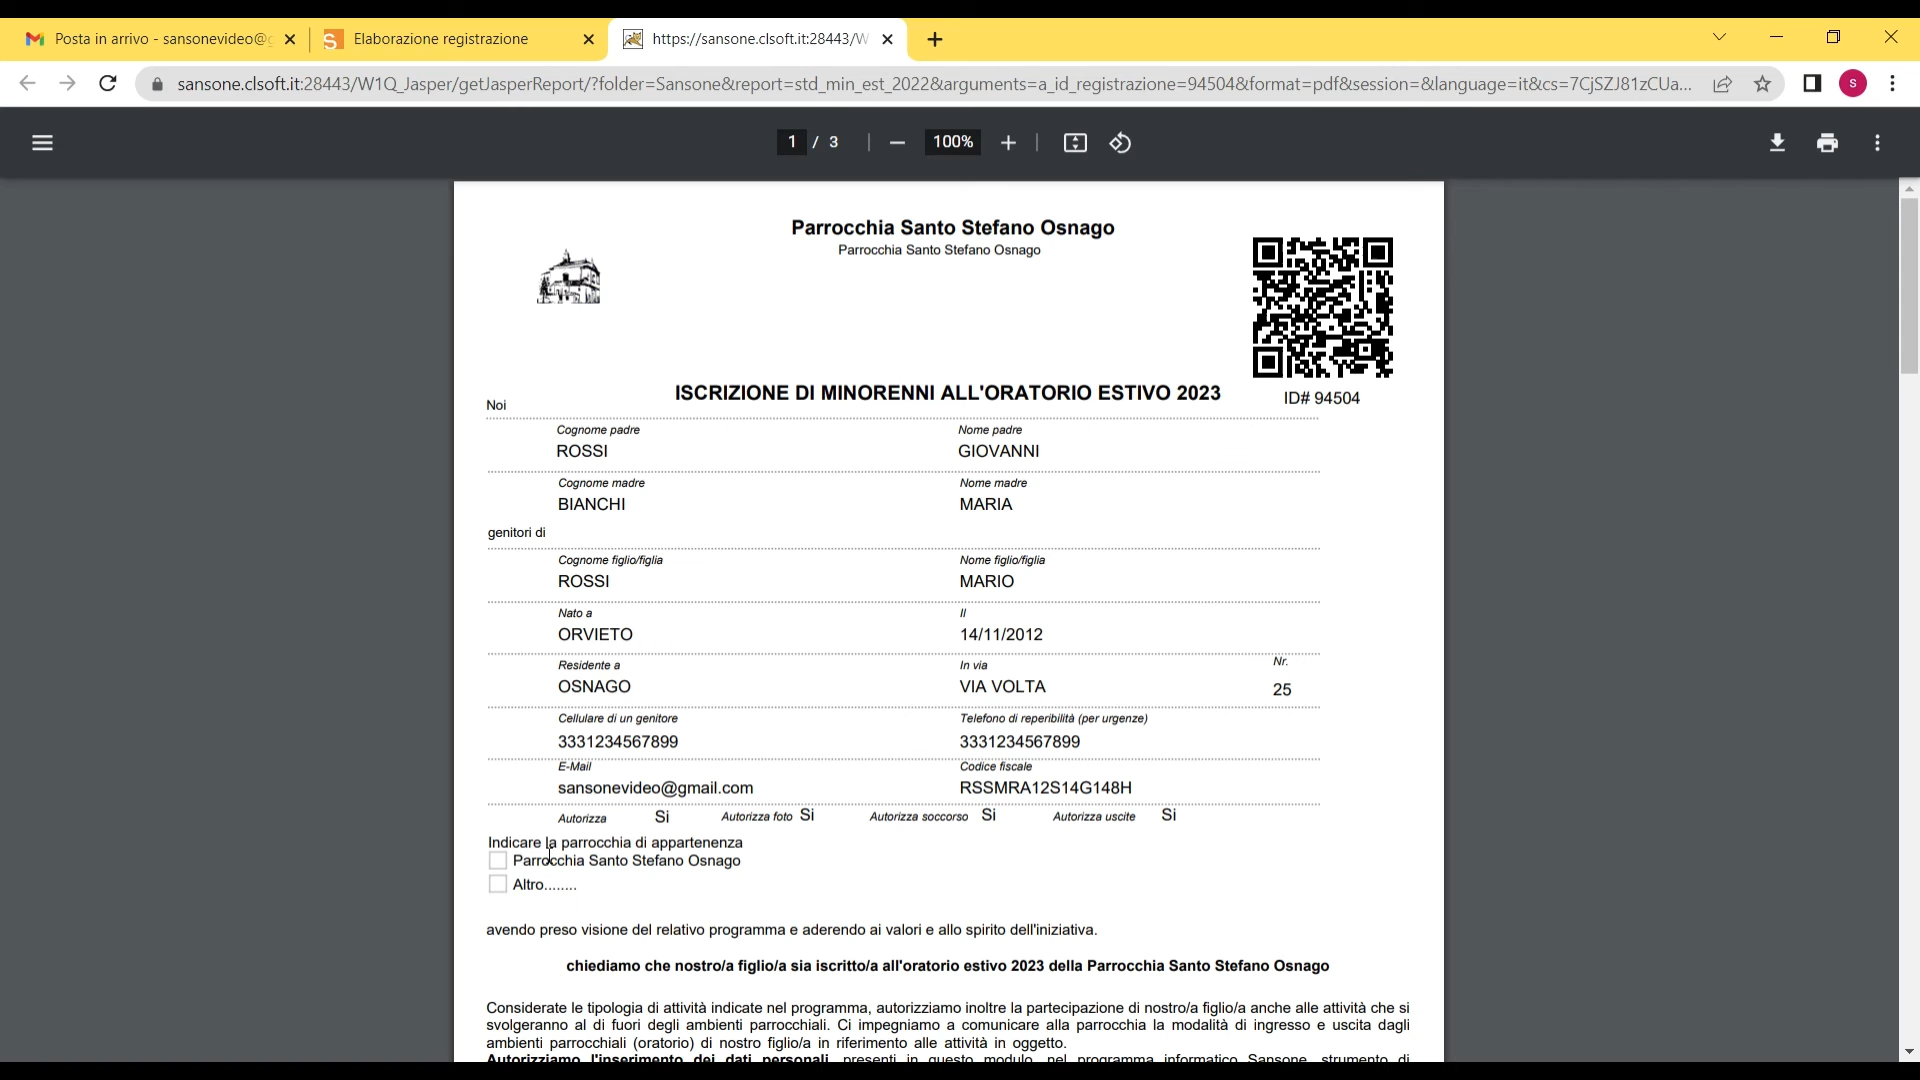 Posta in arrivo - sansonevideo@g
Elaborazione registrazione
https://sansone.clsoft.it:28443/W
sansone.clsoft.it:28443/W1Q_Jasper/getJasperReport/?folder=Sansone&report=std_min_est_2022&arguments=a_id_registrazione=94504&format=pdf&session=&language=it&cs=7CjSZJ81zCUa...
S
1 / 3
100%
Parrocchia Santo Stefano Osnago
Parrocchia Santo Stefano Osnago
ISCRIZIONE DI MINORENNI ALL'ORATORIO ESTIVO 2023
ID# 94504
Noi
Cognome padre Nome padre
ROSSI GIOVANNI
Cognome madre Nome madre
BIANCHI MARIA
genitori di
Cognome figlio/figlia Nome figlio/figlia
ROSSI MARIO
Nato a Il
ORVIETO 14/11/2012
Residente a In via Nr.
OSNAGO VIA VOLTA 25
Cellulare di un genitore Telefono di reperibilità (per urgenze)
3331234567899 3331234567899
E-Mail Codice fiscale
sansonevideo@gmail.com RSSMRA12S14G148H
Autorizza Si Autorizza foto Si Autorizza soccorso Si Autorizza uscite Si
Indicare la parrocchia di appartenenza
Parrocchia Santo Stefano Osnago
Altro........
avendo preso visione del relativo programma e aderendo ai valori e allo spirito dell'iniziativa.
chiediamo che nostro/a figlio/a sia iscritto/a all'oratorio estivo 2023 della Parrocchia Santo Stefano Osnago
Considerate le tipologia di attività indicate nel programma, autorizziamo inoltre la partecipazione di nostro/a figlio/a anche alle attività che si
svolgeranno al di fuori degli ambienti parrocchiali. Ci impegniamo a comunicare alla parrocchia la modalità di ingresso e uscita dagli
ambienti parrocchiali (oratorio) di nostro figlio/a in riferimento alle attività in oggetto.
Autorizziamo l'inserimento dei dati personali, presenti in questo modulo, nel programma informatico Sansone, strumento di